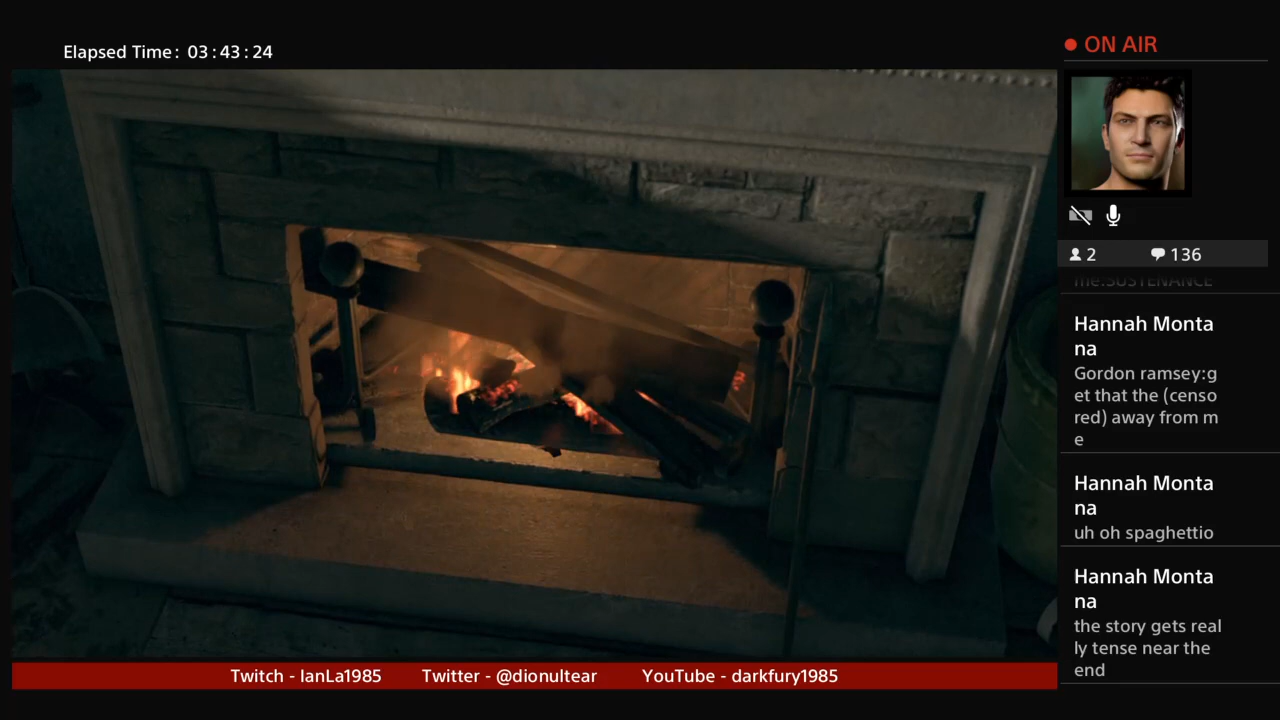 Elapsed Time: 03:43:24
ON AIR
2 136
me:SUSTENANCE
Hannah Monta
na
Gordon ramsey:g
et that the (censo
red) away from m
e
Hannah Monta
na
uh oh spaghettio
Hannah Monta
na
the story gets real
ly tense near the
end
Twitch - IanLa1985 Twitter - @dionultear YouTube - darkfury1985